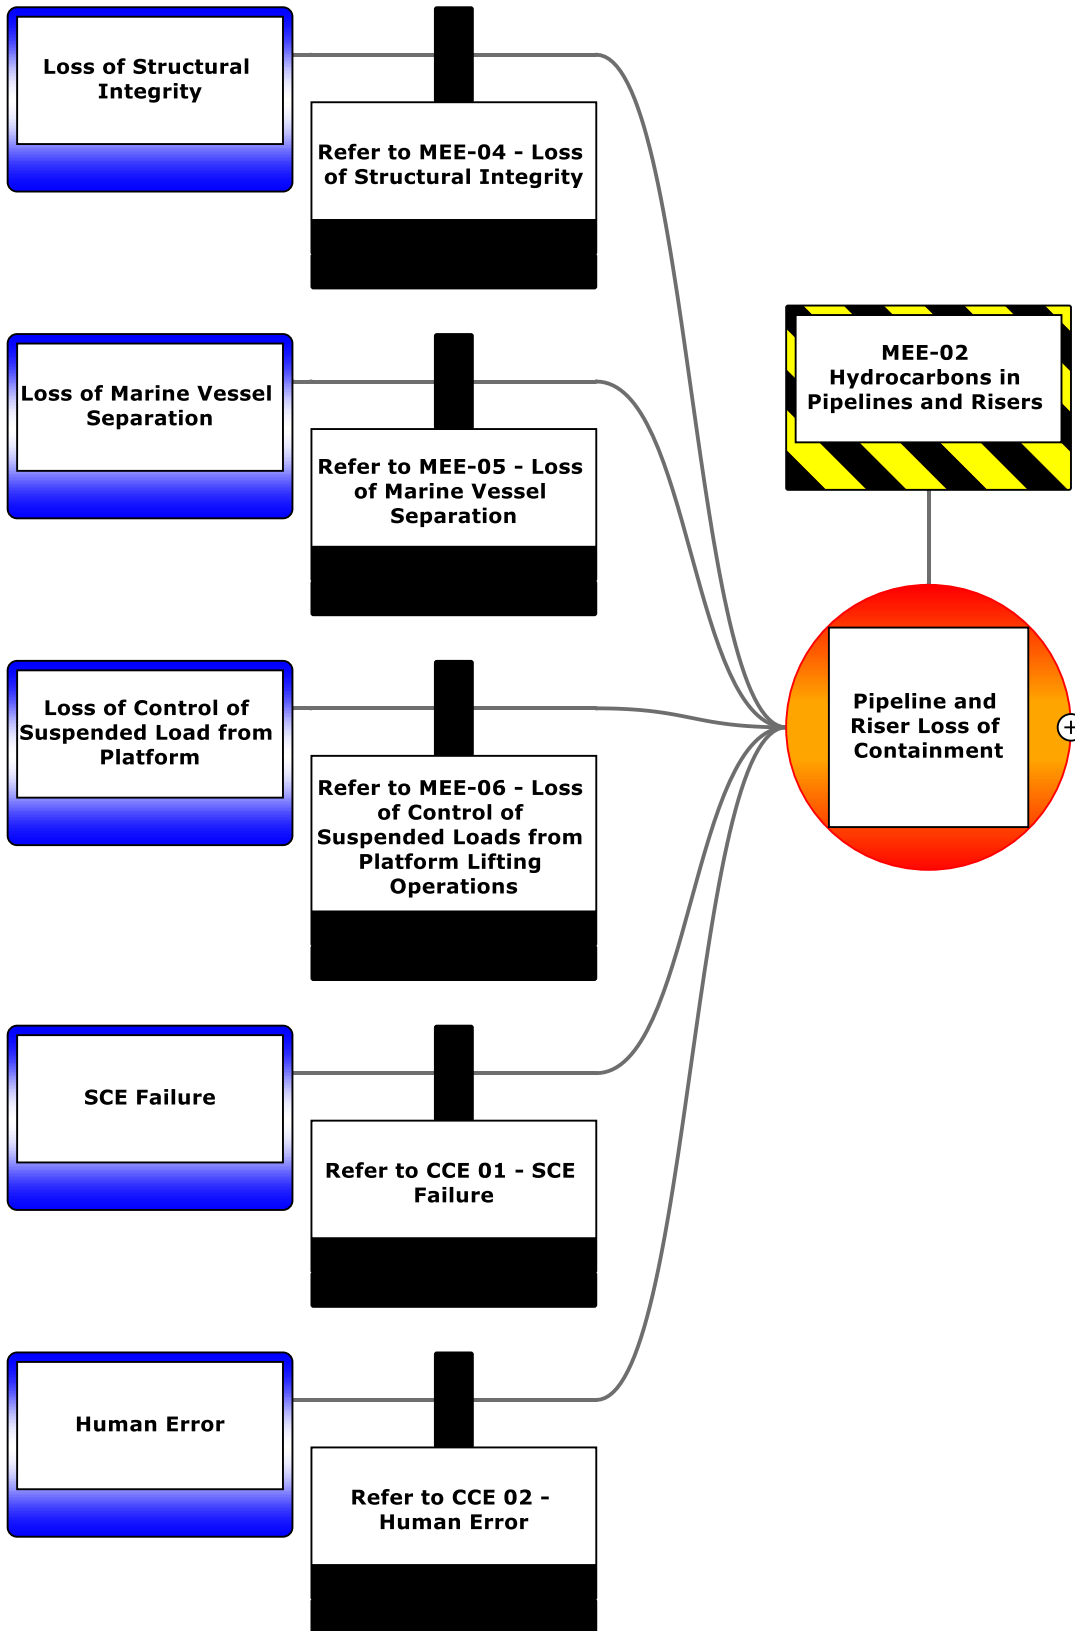 Loss of Structural
Integrity
Refer to MEE-04 - Loss
of Structural Integrity
Loss of Marine Vessel
Separation
Refer to MEE-05 - Loss
of Marine Vessel
Separation
MEE-02
Hydrocarbons in
Pipelines and Risers
Loss of Control of
Suspended Load from
Platform
Refer to MEE-06 - Loss
of Control of
Suspended Loads from
Platform Lifting
Operations
Pipeline and
Riser Loss of
Containment
+
SCE Failure
Refer to CCE 01 - SCE
Failure
Human Error
Refer to CCE 02 -
Human Error